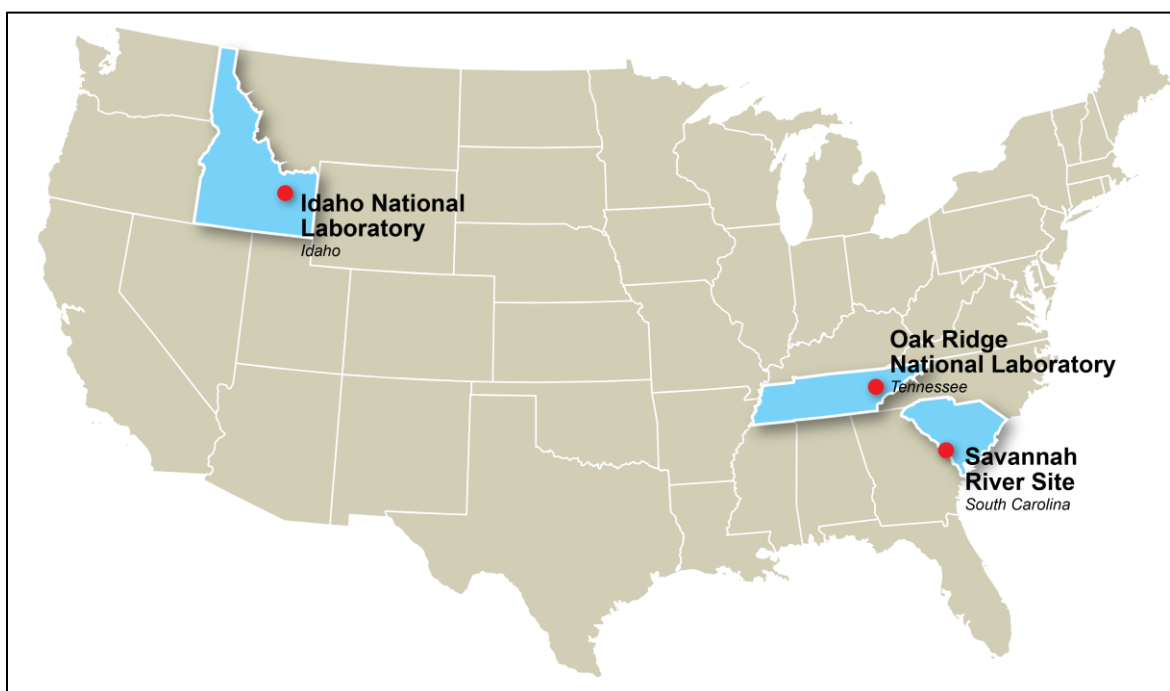 Idaho National
Laboratory
Idaho
Oak Ridge
National Laboratory
Tennessee
Savannah
River Site
South Carolina